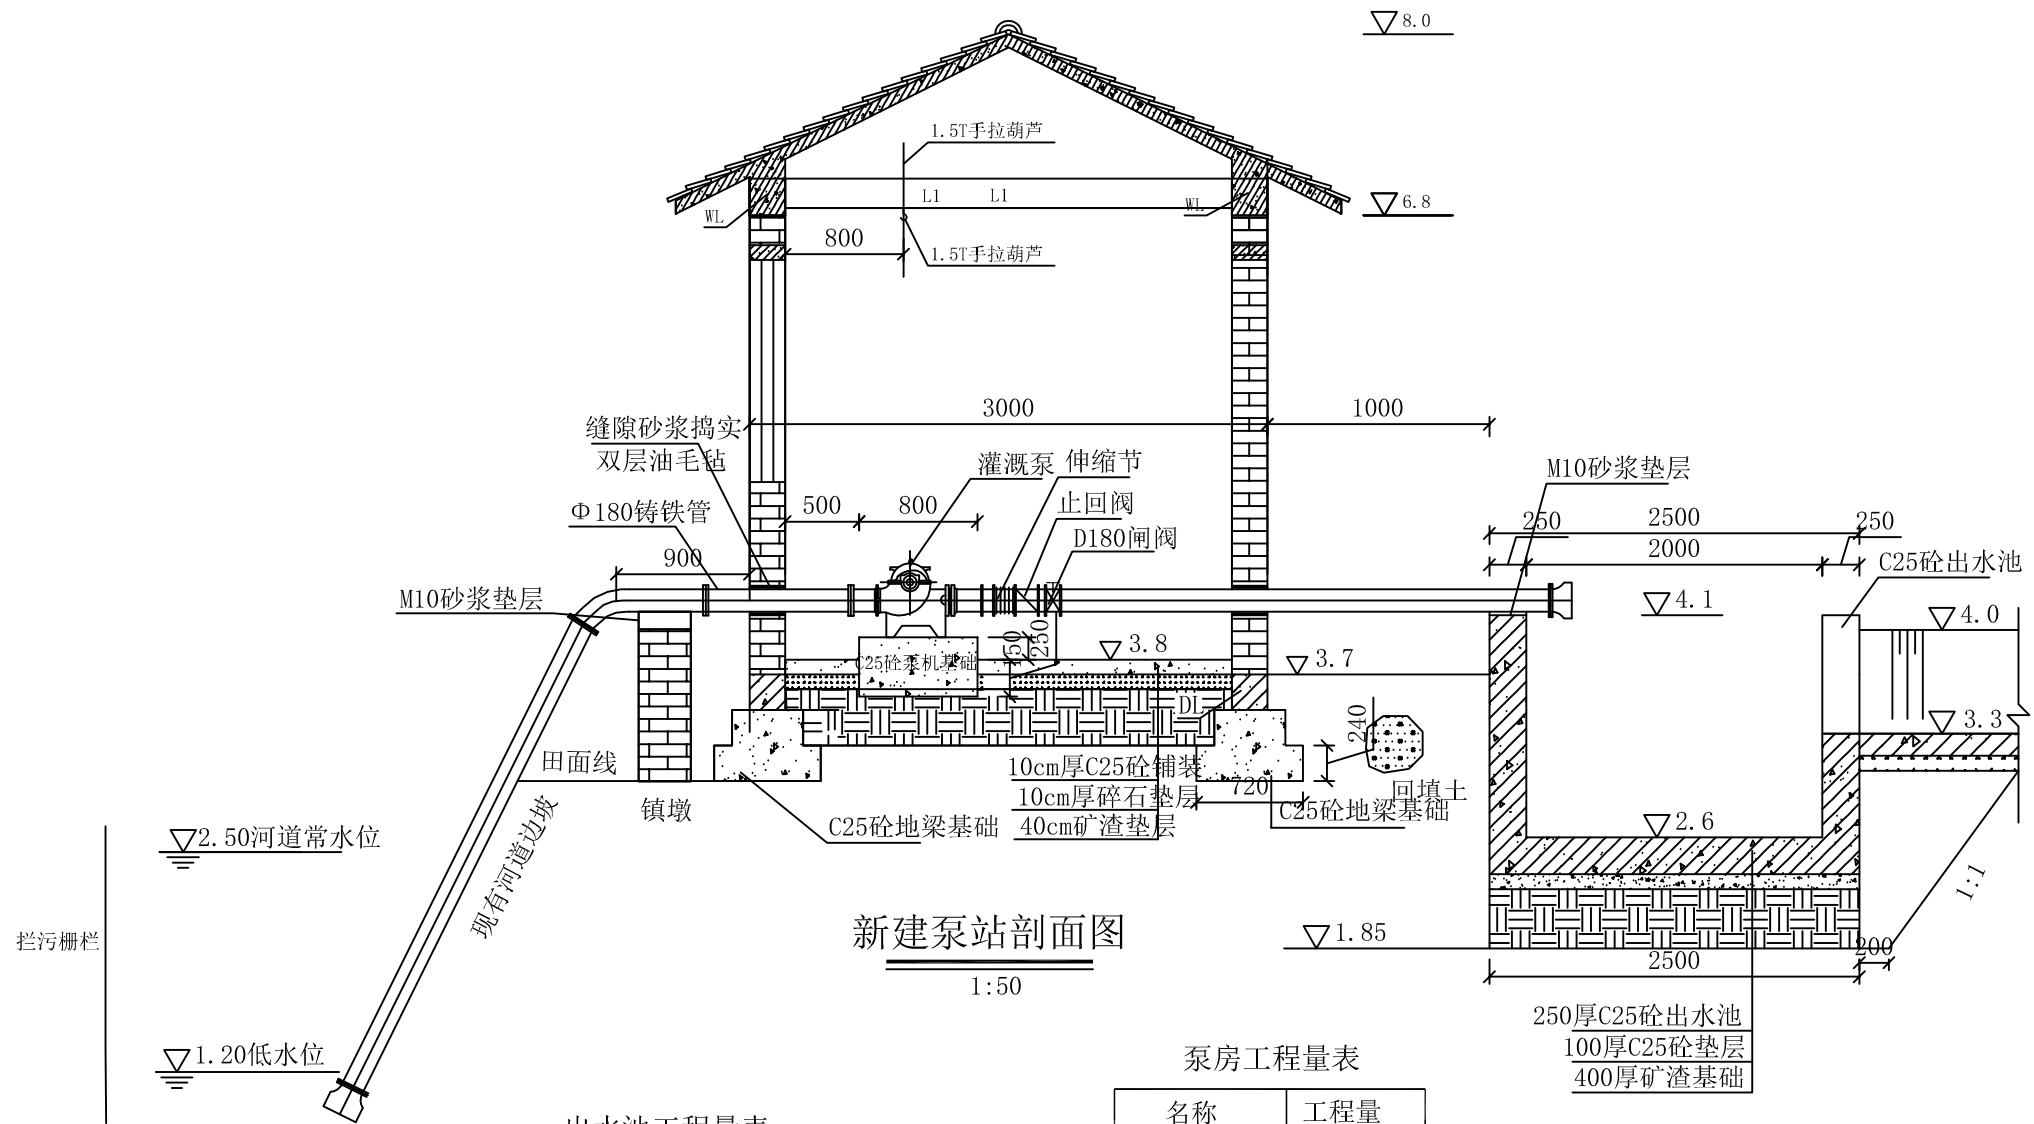 8.0
1.5T手拉葫芦
6.8
L1
L1
WL
WL
800
1.5T手拉葫芦
3000
1000
缝隙砂浆捣实
双层油毛毡
灌溉泵
伸缩节
M10砂浆垫层
Φ180铸铁管
500
800
止回阀
D180闸阀
250
2500
250
2000
900
C25砼出水池
M10砂浆垫层
4.1
4.0
150
250
3.8
3.7
C25砼泵机基础
DL
240
3.3
田面线
10cm厚C25砼铺装
10cm厚碎石垫层
40cm矿渣垫层
720
回填土
镇墩
C25砼地梁基础
C25砼地梁基础
2.6
2.50河道常水位
现有河道边坡
1:1
新建泵站剖面图
1:50
1.85
拦污栅栏
2500
200
250厚C25砼出水池
100厚C25砼垫层
400厚矿渣基础
1.20低水位
泵房工程量表
名称
工程量
出水池工程量表